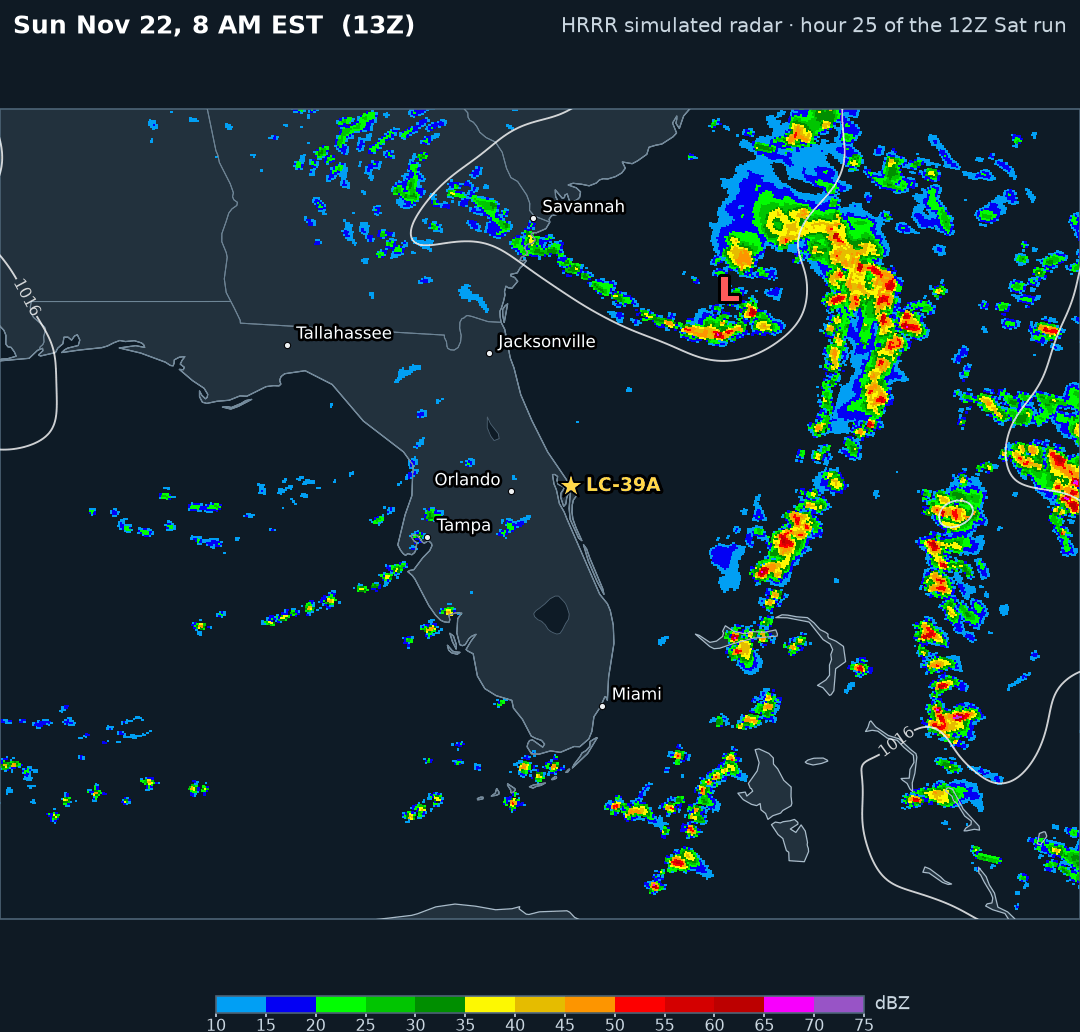 Sun Nov 22, 8 AM EST (13Z)
HRRR simulated radar · hour 25 of the 12Z Sat run
Savannah
1016
L
Tallahassee
Jacksonville
Orlando
LC-39A
Tampa
Miami
1016
dBZ
10 15 20 25 30 35 40 45 50 55 60 65 70 75